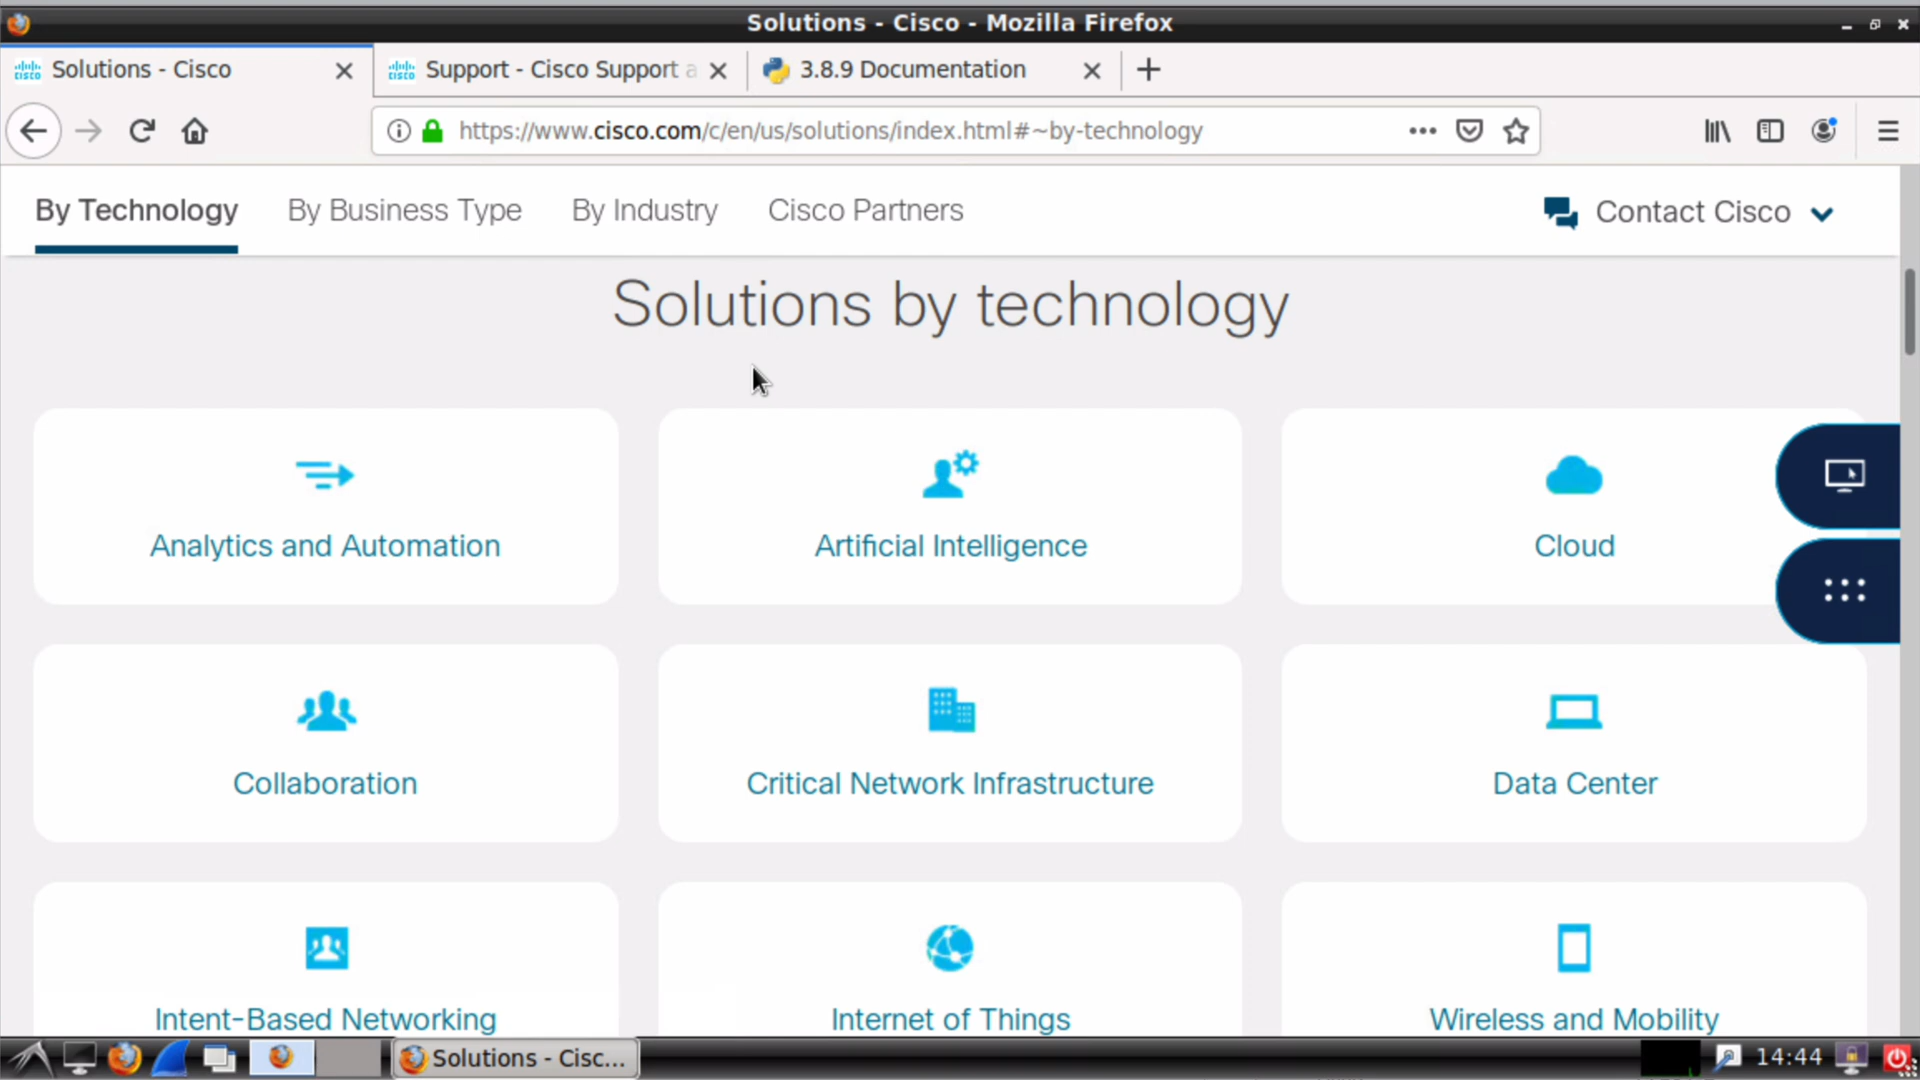 Solutions - Cisco - Mozilla Firefox
Solutions - Cisco
Support - Cisco Support a
3.8.9 Documentation
https://www.cisco.com/c/en/us/solutions/index.html#~by-technology
By Technology
By Business Type
By Industry
Cisco Partners
Contact Cisco
Solutions by technology
Analytics and Automation
Artificial Intelligence
Cloud
Collaboration
Critical Network Infrastructure
Data Center
Intent-Based Networking
Internet of Things
Wireless and Mobility
Solutions - Cisc...
14:44